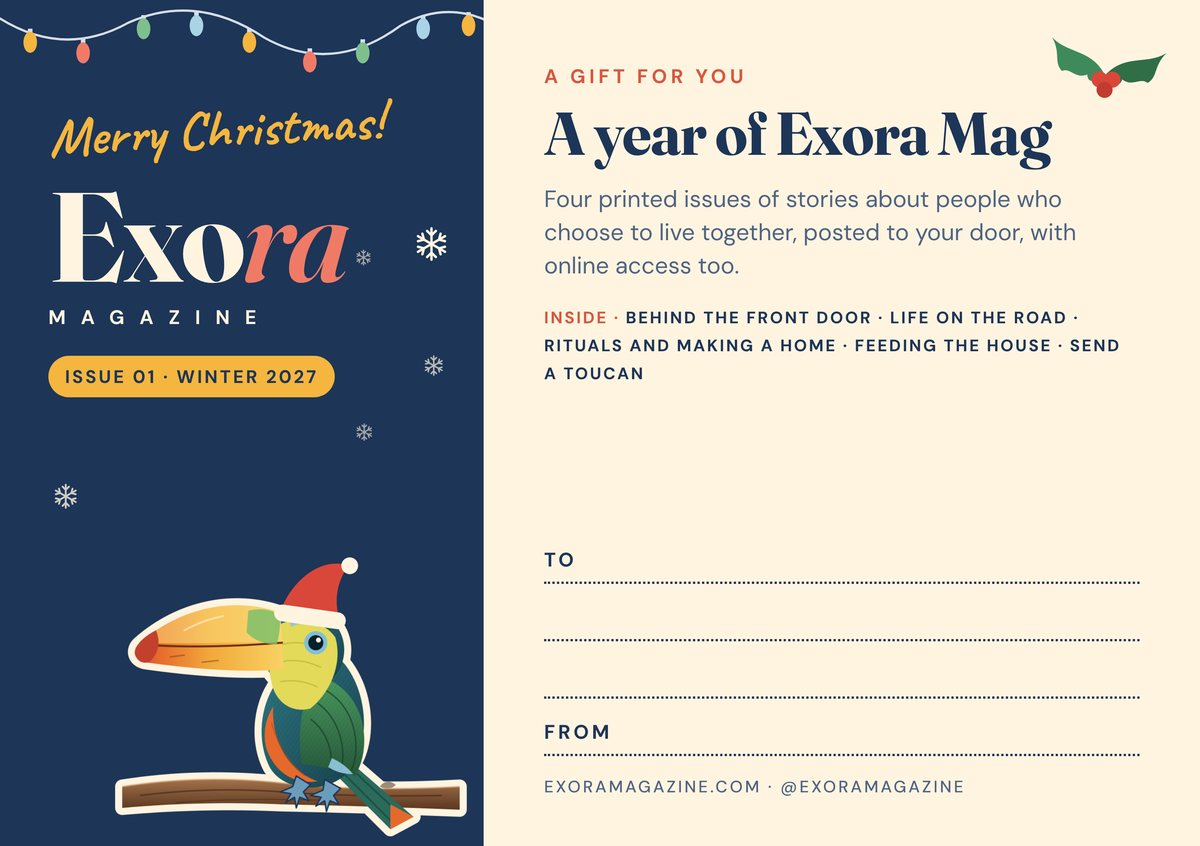 Merry Christmas!
Exora
MAGAZINE
ISSUE 01 · WINTER 2027
A GIFT FOR YOU
A year of Exora Mag
Four printed issues of stories about people who
choose to live together, posted to your door, with
online access too.
INSIDE · BEHIND THE FRONT DOOR · LIFE ON THE ROAD ·
RITUALS AND MAKING A HOME · FEEDING THE HOUSE · SEND
A TOUCAN
TO
FROM
EXORAMAGAZINE.COM · @EXORAMAGAZINE